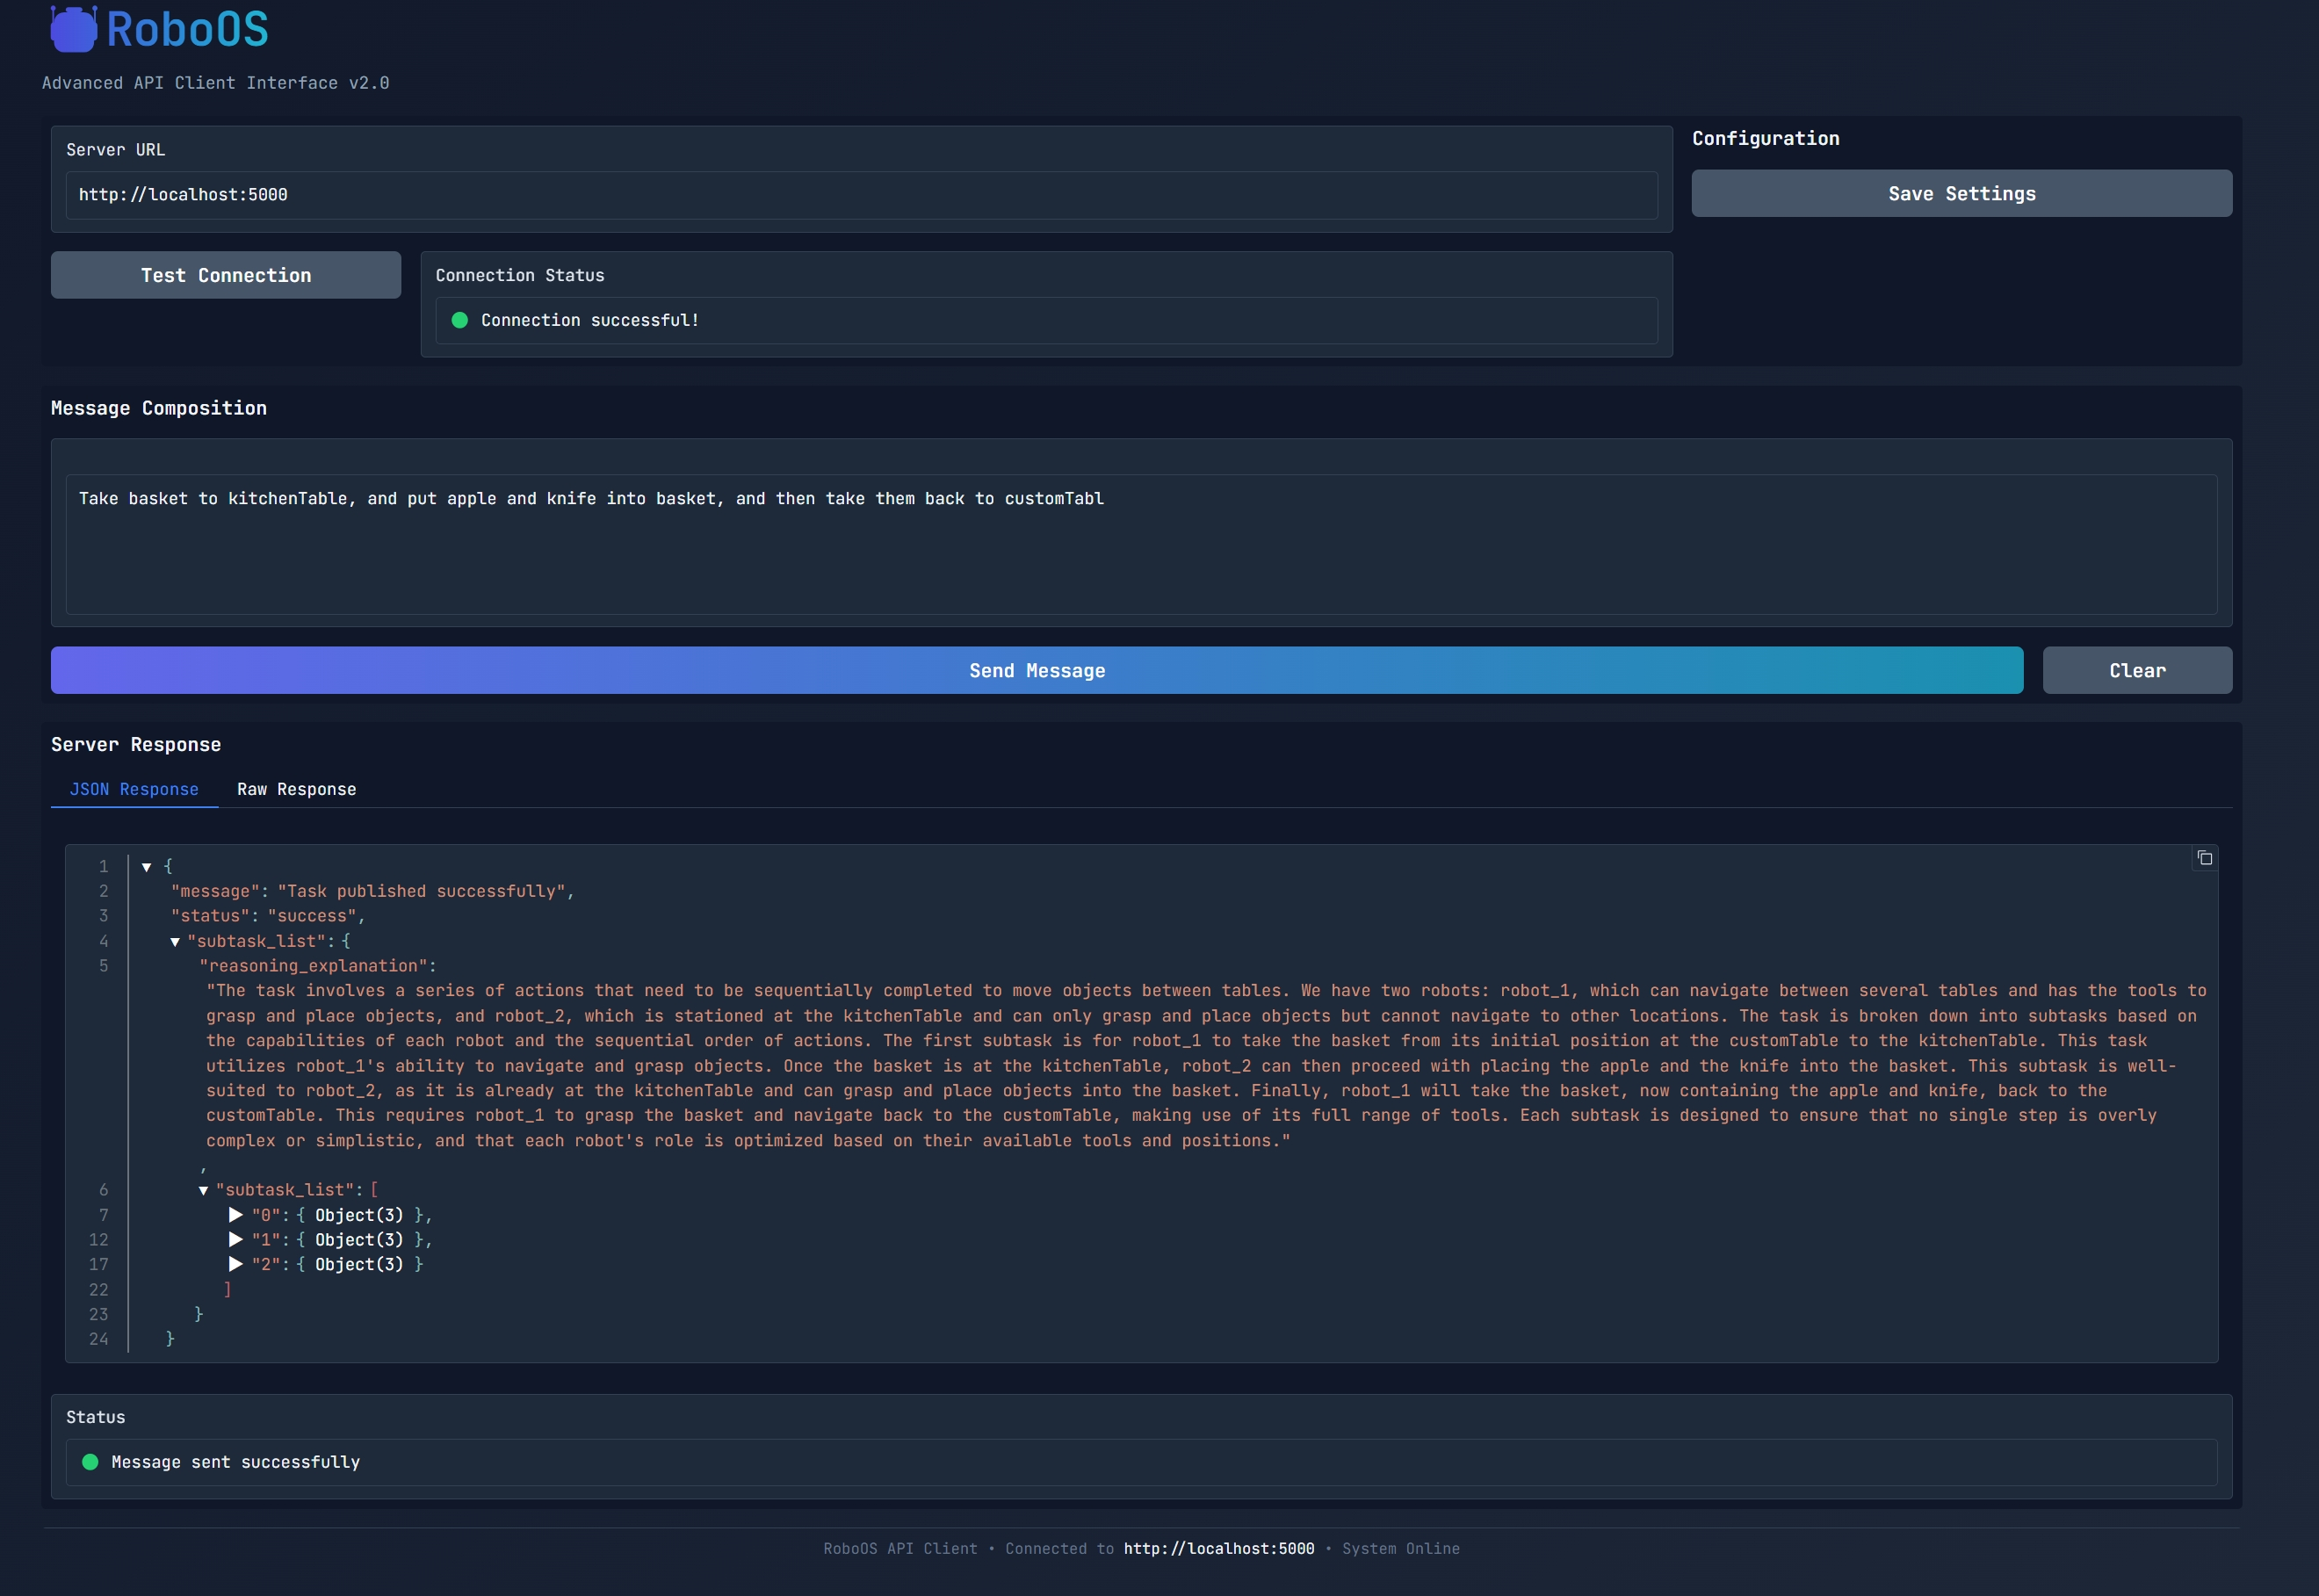 RoboOS
Advanced API Client Interface v2.0
Server URL
http://localhost:5000
Configuration
Save Settings
Test Connection
Connection Status
Connection successful!
Message Composition
Take basket to kitchenTable, and put apple and knife into basket, and then take them back to customTabl
Send Message
Clear
Server Response
JSON Response
Raw Response
1 ▼ {
2 "message": "Task published successfully",
3 "status": "success",
4 ▼ "subtask_list": {
5 "reasoning_explanation":
"The task involves a series of actions that need to be sequentially completed to move objects between tables. We have two robots: robot_1, which can navigate between several tables and has the tools to
grasp and place objects, and robot_2, which is stationed at the kitchenTable and can only grasp and place objects but cannot navigate to other locations. The task is broken down into subtasks based on
the capabilities of each robot and the sequential order of actions. The first subtask is for robot_1 to take the basket from its initial position at the customTable to the kitchenTable. This task
utilizes robot_1's ability to navigate and grasp objects. Once the basket is at the kitchenTable, robot_2 can then proceed with placing the apple and the knife into the basket. This subtask is well-
suited to robot_2, as it is already at the kitchenTable and can grasp and place objects into the basket. Finally, robot_1 will take the basket, now containing the apple and knife, back to the
customTable. This requires robot_1 to grasp the basket and navigate back to the customTable, making use of its full range of tools. Each subtask is designed to ensure that no single step is overly
complex or simplistic, and that each robot's role is optimized based on their available tools and positions."
,
6 ▼ "subtask_list": [
7 ▶ "0": { Object(3) },
12 ▶ "1": { Object(3) },
17 ▶ "2": { Object(3) }
22 ]
23 }
24 }
Status
Message sent successfully
RoboOS API Client • Connected to http://localhost:5000 • System Online